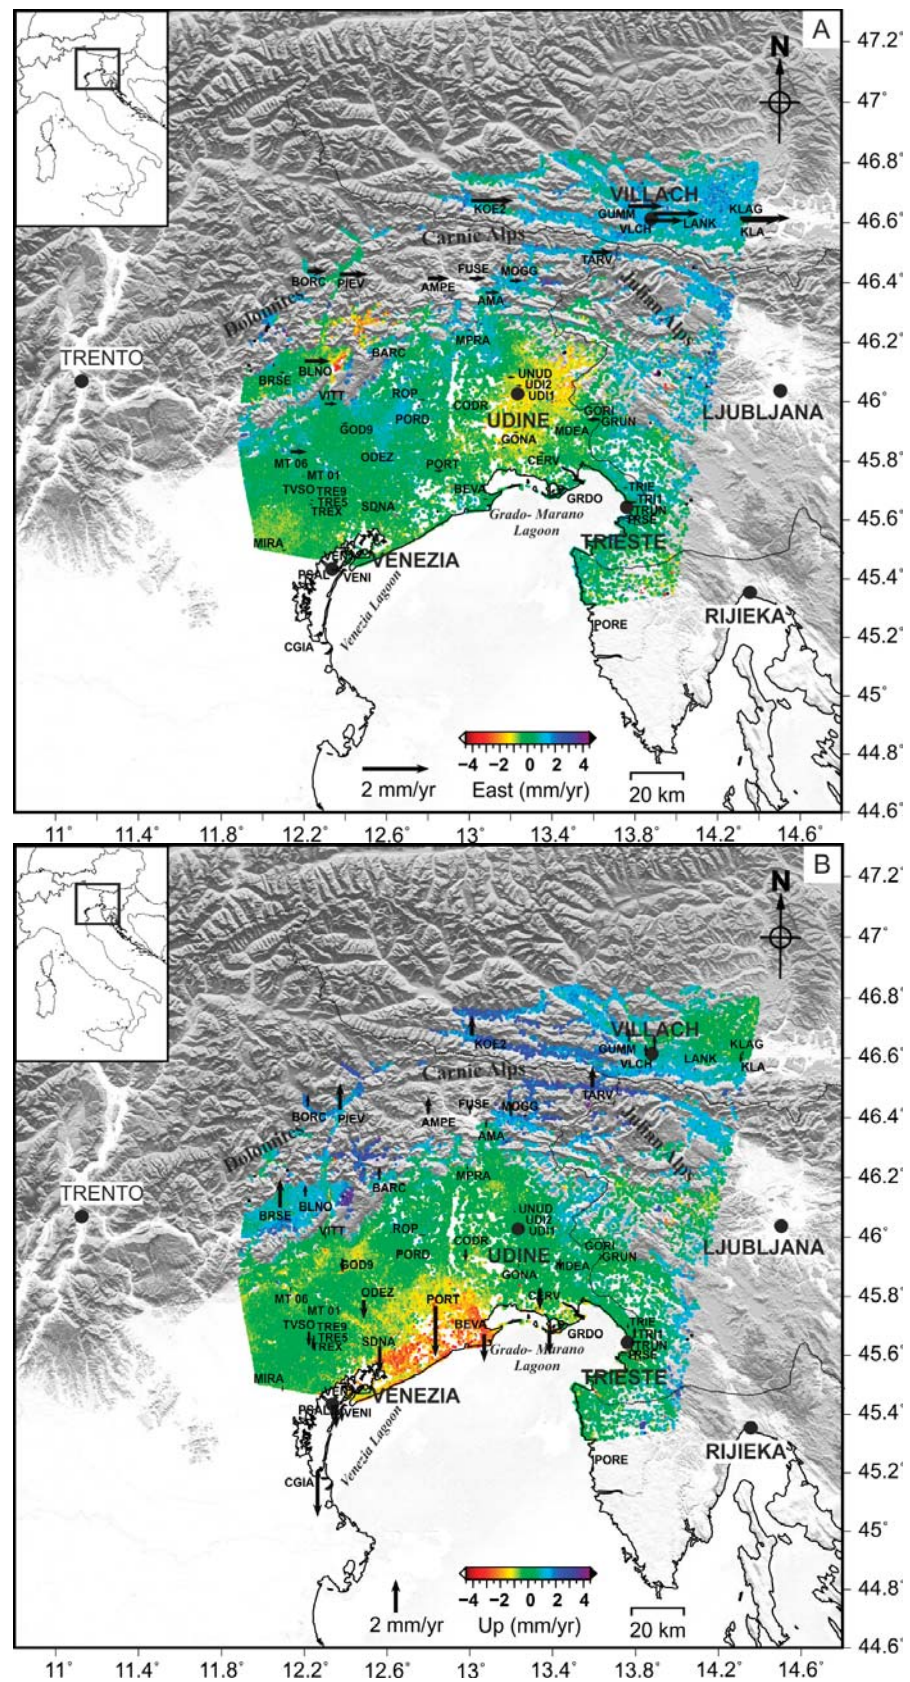 A
N
47.2°
47°
46.8°
VILLACH
KOE2
GUMM
KLAG
46.6°
VLCH
LANK
KLA
Carnic Alps
TARV
FUSE
MOGG
BORC
PIEV
AMPE
46.4°
Julian Alps
Dolomites
AMA
46.2°
TRENTO
BARC
MPRA
BLNO
BRSE
UNUD
UDI2
UDI1
VITT
ROP
46°
CODR
GORI
LJUBLJANA
PORD
UDINE
GRUN
GOD9
MDEA
GONA
ODEZ
CERV
45.8°
MT 06
PORT
MT 01
TVSO
TRE9
BEVA
TRIE
TRE5
GRDO
TRI1
TREX
SDNA
TRUN
Grado- Marano
Lagoon
TRSE
45.6°
MIRA
TRIESTE
VEN
VENEZIA
PSAL
VENI
45.4°
Venezia Lagoon
RIJIEKA
PORE
CGIA
45.2°
45°
−4 −2 0 2 4
44.8°
2 mm/yr
East (mm/yr)
20 km
44.6°
11° 11.4° 11.8° 12.2° 12.6° 13° 13.4° 13.8° 14.2° 14.6°
B
N
47.2°
47°
46.8°
VILLACH
KOE2
GUMM
KLAG
46.6°
VLCH
LANK
KLA
Carnic Alps
TARV
FUSE
MOGG
BORC
PIEV
AMPE
46.4°
Julian Alps
Dolomites
AMA
46.2°
TRENTO
BARC
MPRA
BLNO
BRSE
UNUD
UDI2
UDI1
VITT
ROP
46°
CODR
GORI
LJUBLJANA
PORD
UDINE
GRUN
GOD9
MDEA
GONA
ODEZ
CERV
45.8°
MT 06
PORT
MT 01
TVSO
TRE9
BEVA
TRIE
TRE5
GRDO
TRI1
TREX
SDNA
TRUN
Grado- Marano
Lagoon
TRSE
45.6°
MIRA
TRIESTE
VEN
VENEZIA
PSAL
VENI
45.4°
Venezia Lagoon
RIJIEKA
PORE
CGIA
45.2°
45°
−4 −2 0 2 4
44.8°
2 mm/yr
Up (mm/yr)
20 km
44.6°
11° 11.4° 11.8° 12.2° 12.6° 13° 13.4° 13.8° 14.2° 14.6°